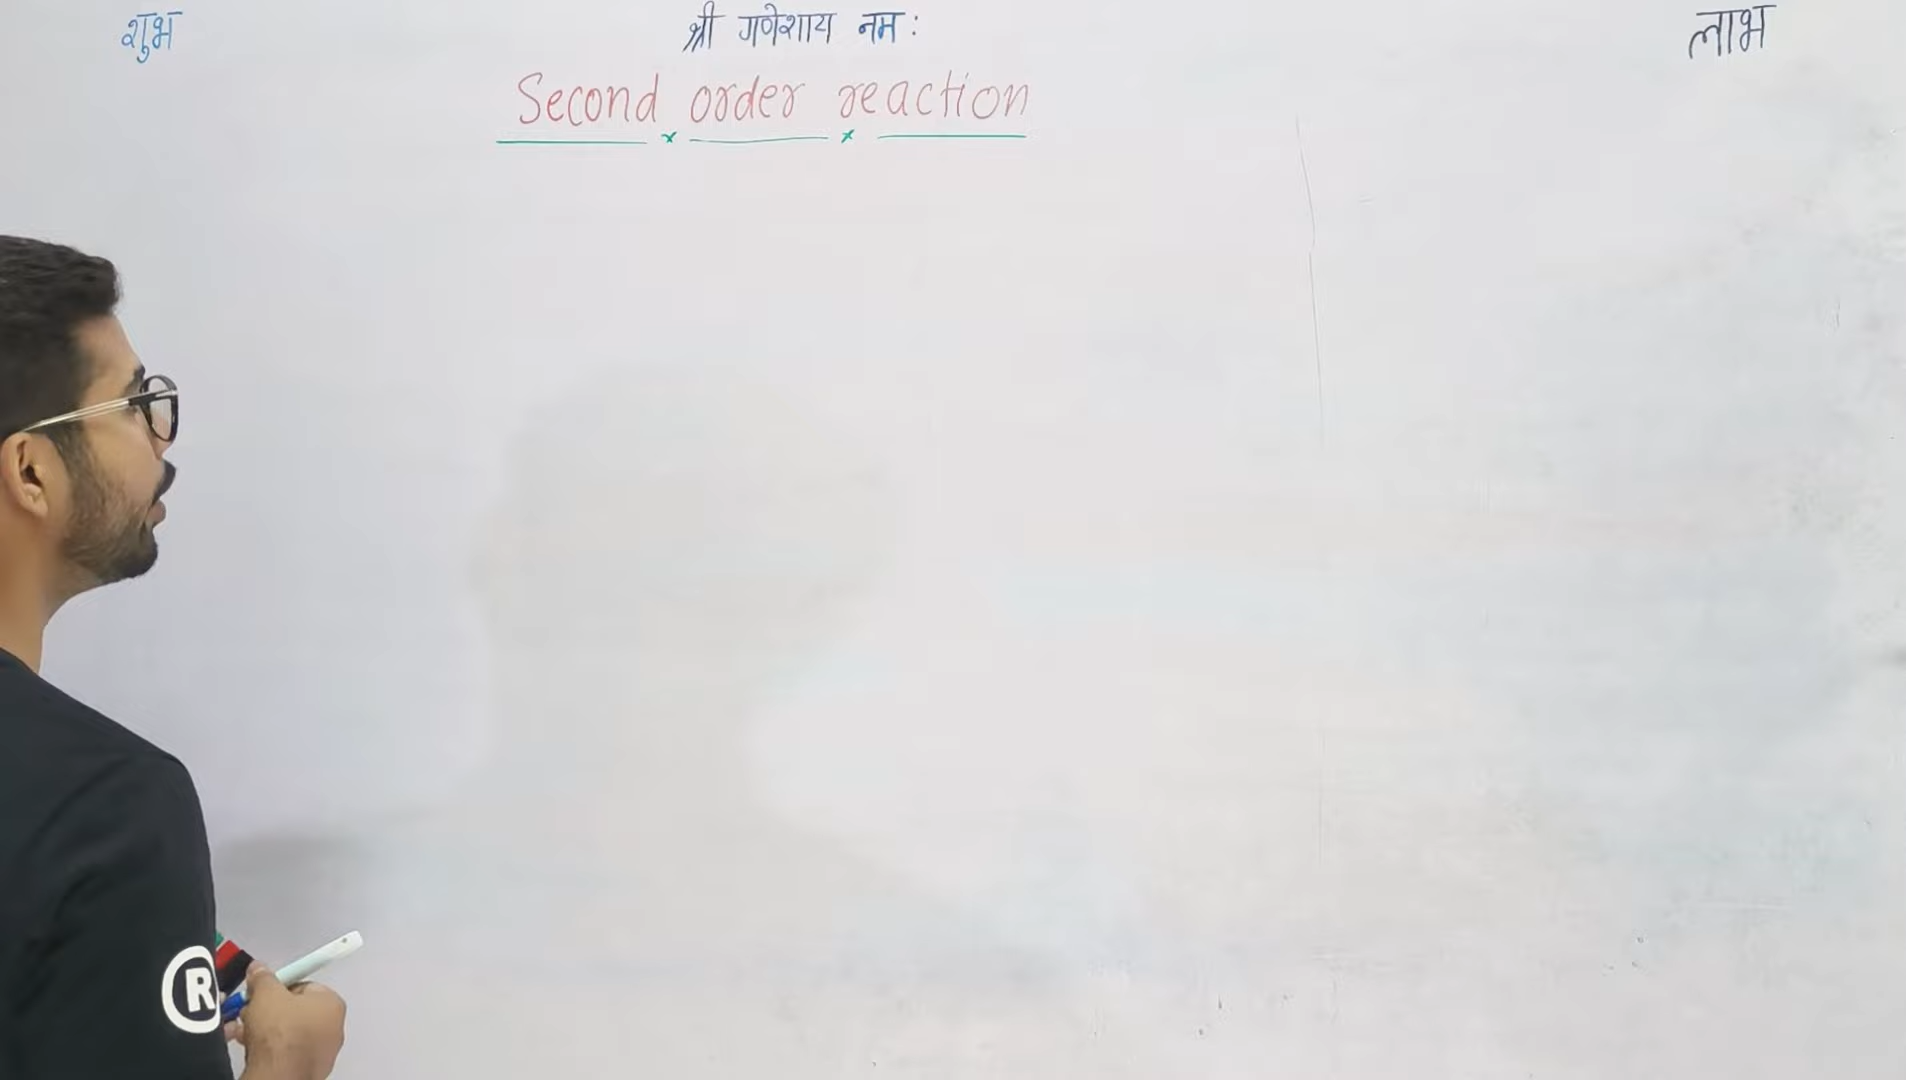 शुभ श्री गणेशाय नम: लाभ
Second order reaction
R